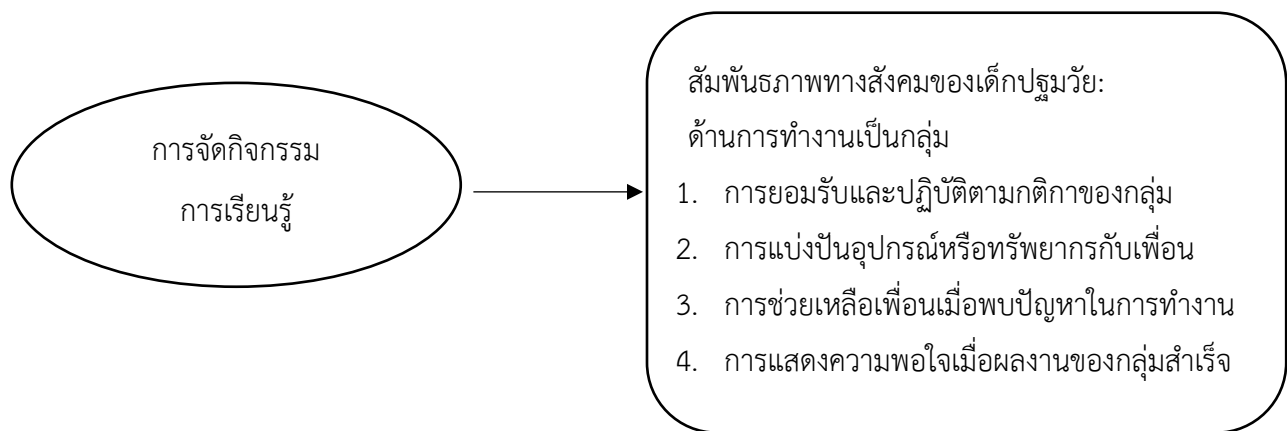 การจัดกิจกรรม
การเรียนรู้
สัมพันธภาพทางสังคมของเด็กปฐมวัย:
ด้านการทำงานเป็นกลุ่ม
1. การยอมรับและปฏิบัติตามกติกาของกลุ่ม
2. การแบ่งปันอุปกรณ์หรือทรัพยากรกับเพื่อน
3. การช่วยเหลือเพื่อนเมื่อพบปัญหาในการทำงาน
4. การแสดงความพอใจเมื่อผลงานของกลุ่มสำเร็จ